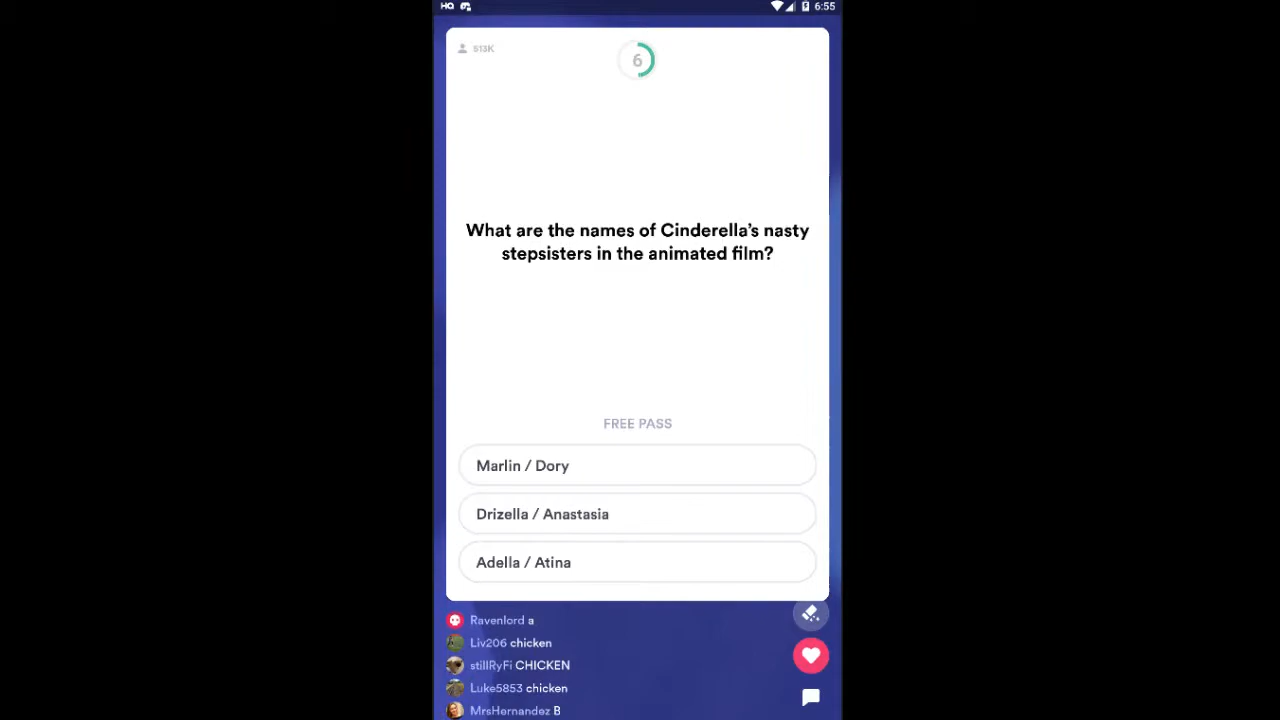 HQ
6:55
513K
6
What are the names of Cinderella's nasty
stepsisters in the animated film?
FREE PASS
Marlin / Dory
Drizella / Anastasia
Adella / Atina
Ravenlord a
Liv206 chicken
stillRyFi CHICKEN
Luke5853 chicken
MrsHernandez B